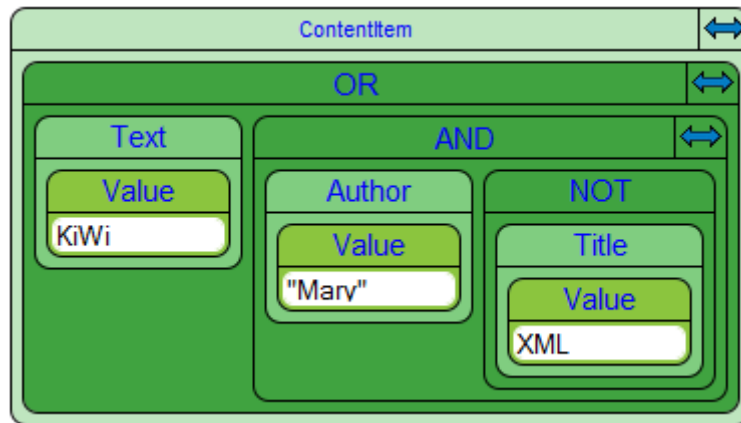 ContentItem
OR
Text
AND
Value
Author
NOT
KiWi
Value
Title
"Mary"
Value
XML